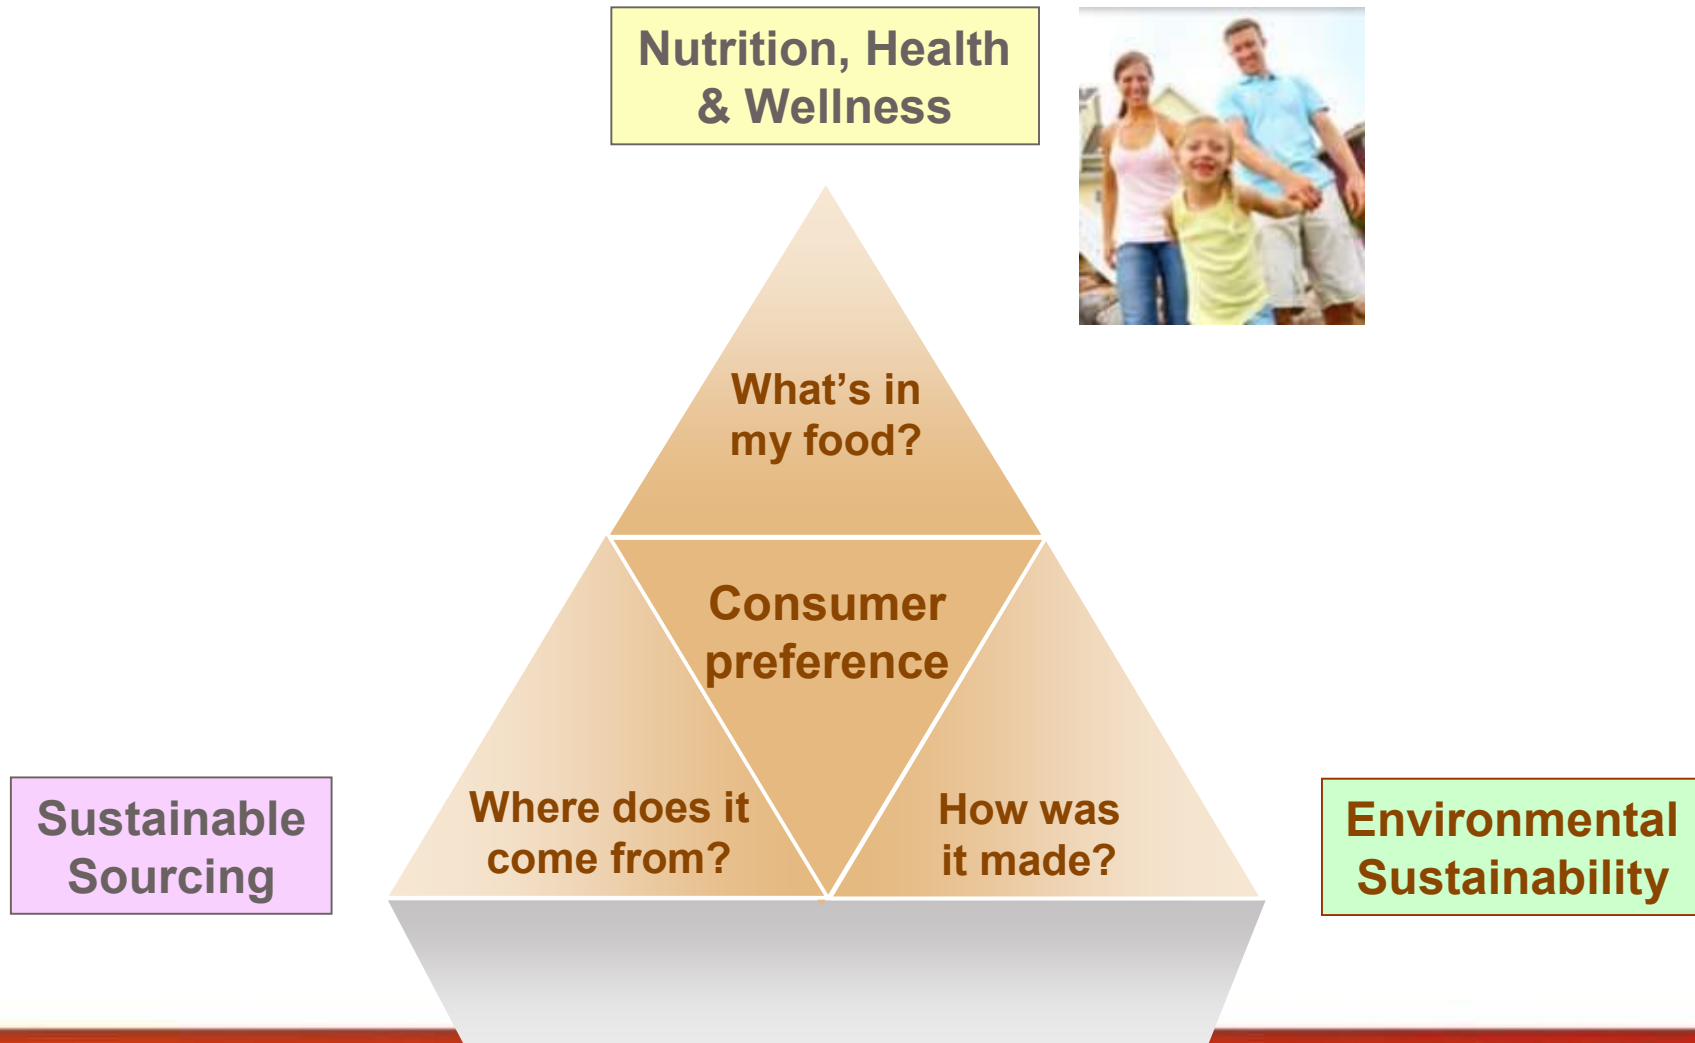 Nutrition, Health
& Wellness
What’s in
my food?
Consumer
preference
Where does it
come from?
How was
it made?
Sustainable
Sourcing
Environmental
Sustainability